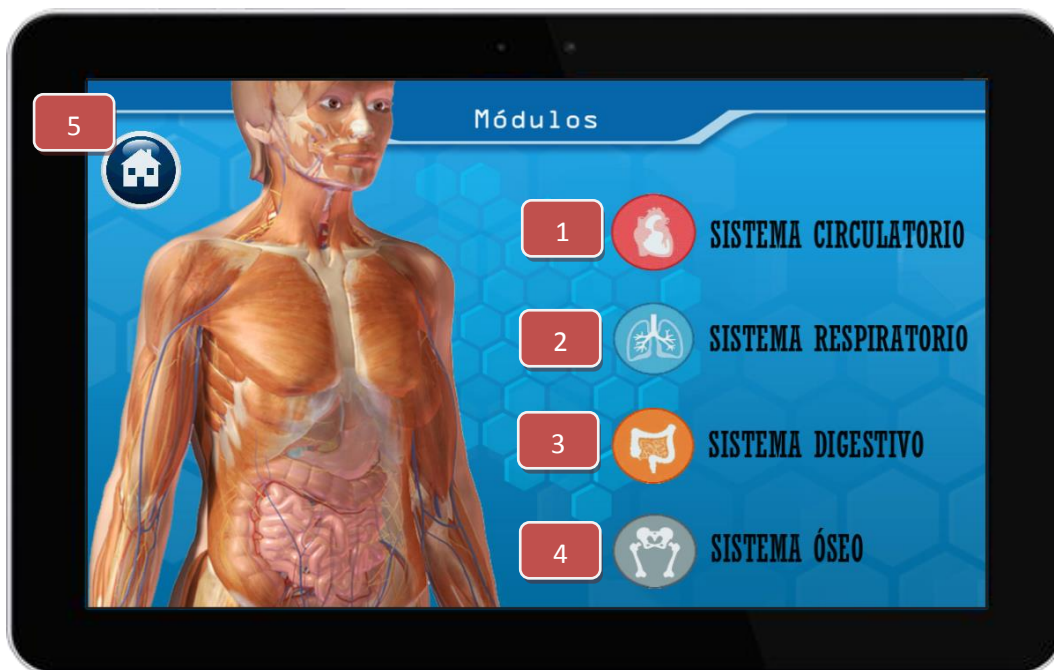 5
Módulos
1 SISTEMA CIRCULATORIO
2 SISTEMA RESPIRATORIO
3 SISTEMA DIGESTIVO
4 SISTEMA ÓSEO